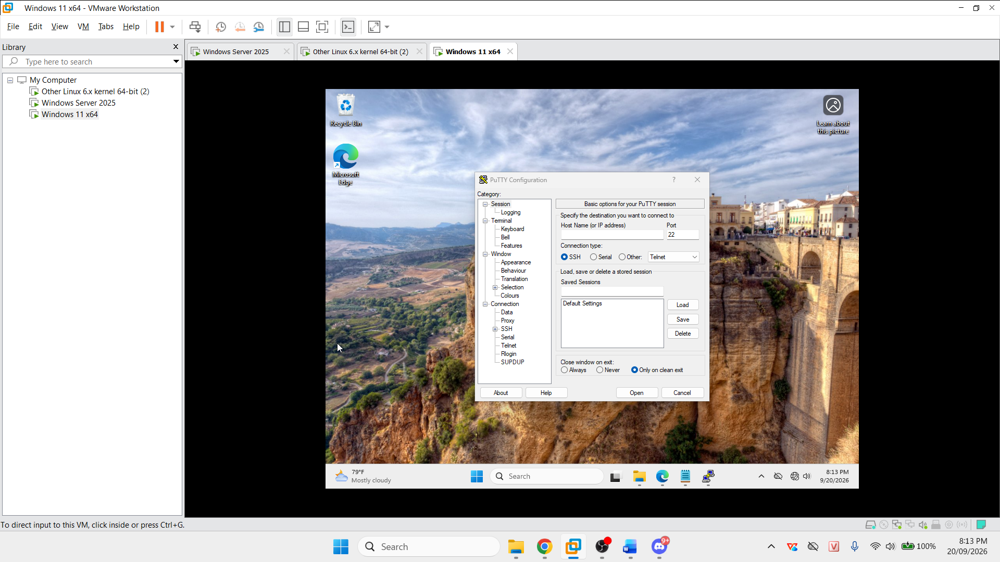 Windows 11 x64 - VMware Workstation
File Edit View VM Tabs Help
Library
Type here to search
My Computer
Other Linux 6.x kernel 64-bit (2)
Windows Server 2025
Windows 11 x64
Windows Server 2025
Other Linux 6.x kernel 64-bit (2)
Windows 11 x64
Recycle Bin
Learn about
this picture
Microsoft
Edge
PuTTY Configuration
?
Category:
Session
Logging
Terminal
Keyboard
Bell
Features
Window
Appearance
Behaviour
Translation
Selection
Colours
Connection
Data
Proxy
SSH
Serial
Telnet
Rlogin
SUPDUP
Basic options for your PuTTY session
Specify the destination you want to connect to
Host Name (or IP address) Port
22
Connection type:
SSH Serial Other: Telnet
Load, save or delete a stored session
Saved Sessions
Default Settings
Load
Save
Delete
Close window on exit:
Always Never Only on clean exit
About Help Open Cancel
79°F
Mostly cloudy
Search
8:13 PM
9/20/2026
To direct input to this VM, click inside or press Ctrl+G.
Search
9+
100%
8:13 PM
20/09/2026